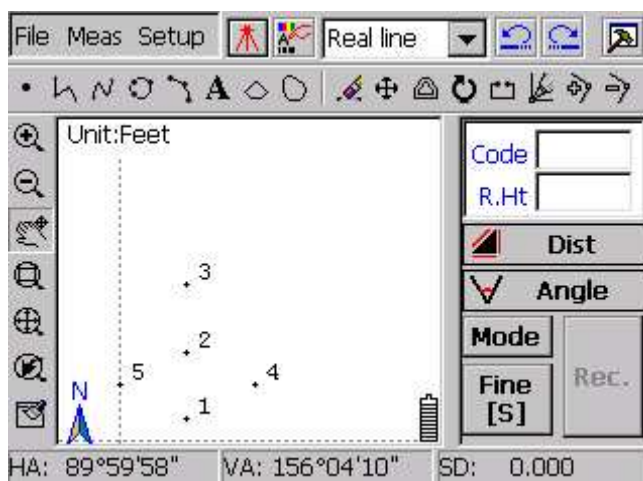 File Meas Setup Real line
A
Unit:Feet
Code
R.Ht
Dist
Angle
Mode
Fine
[S]
Rec.
3
2
5 4
N
1
HA: 89°59'58" VA: 156°04'10" SD: 0.000